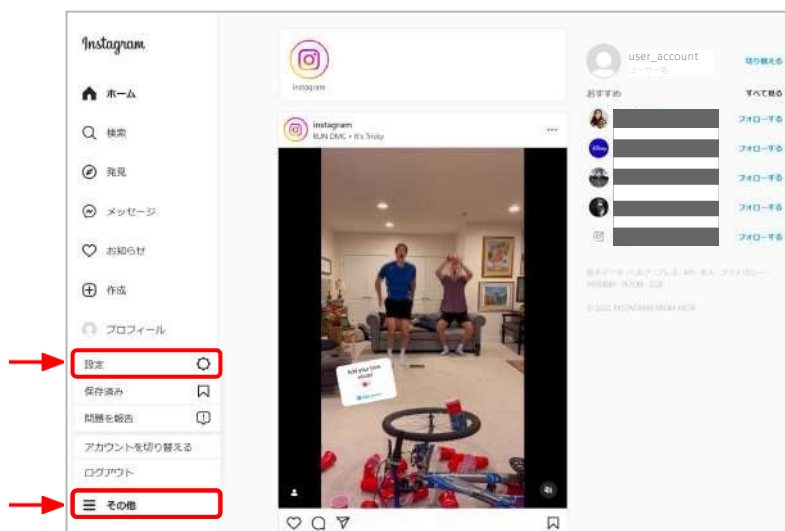 Instagram
ホーム
検索
発見
メッセージ
お知らせ
作成
プロフィール
設定
保存済み
問題を報告
アカウントを切り替える
ログアウト
その他
instagram
instagram
RUN DMC • It's Tricky
user_account
ユーザー名
切り替える
おすすめ
すべて見る
フォローする
フォローする
フォローする
フォローする
フォローする